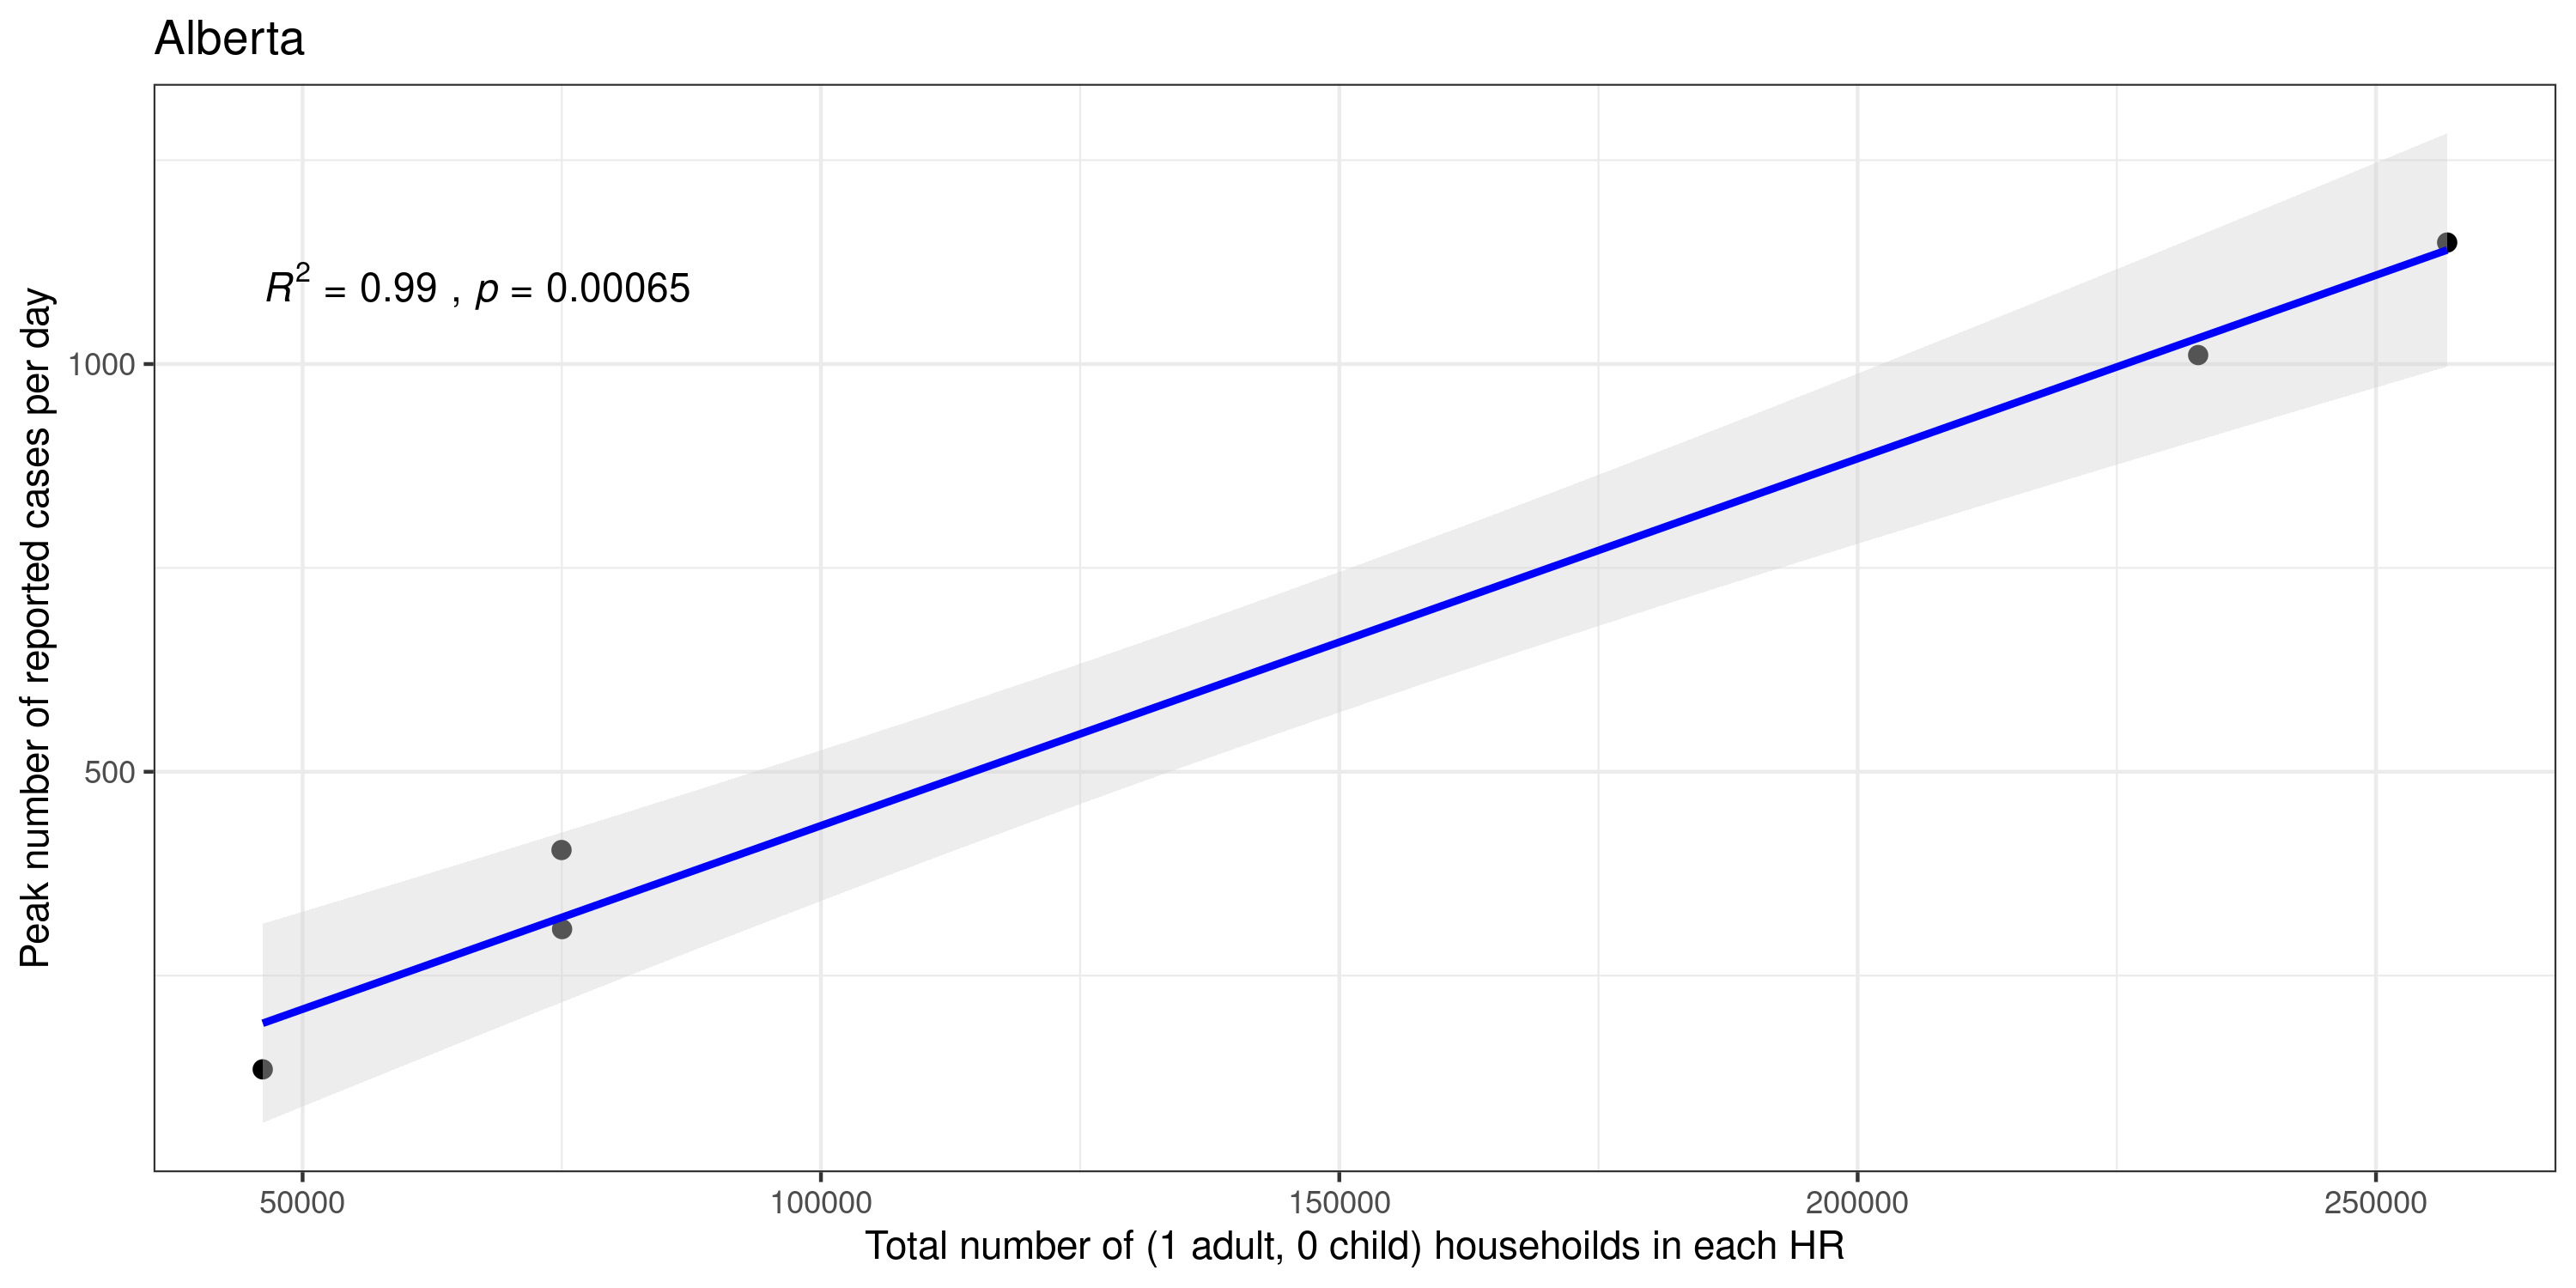 Alberta
R² = 0.99 , p = 0.00065
Peak number of reported cases per day
1000
500
50000 100000 150000 200000 250000
Total number of (1 adult, 0 child) househoilds in each HR